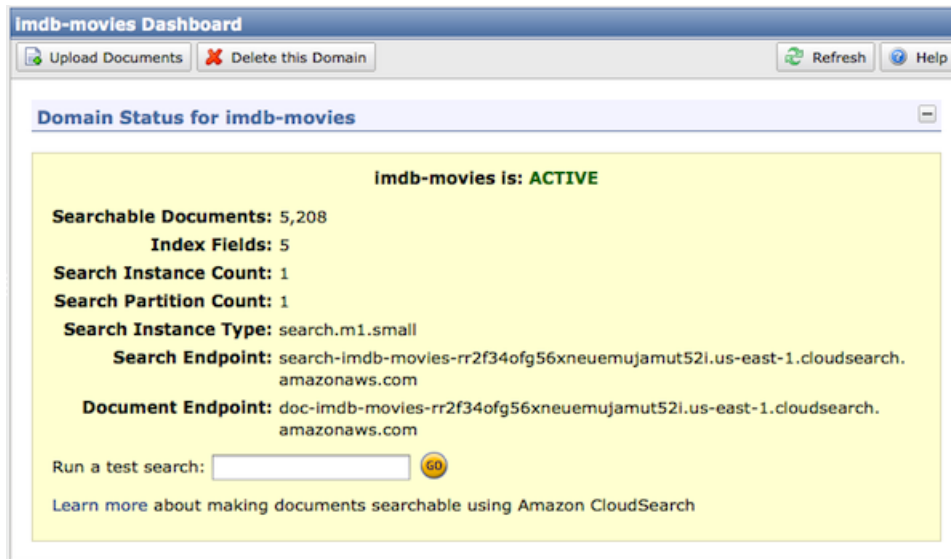 imdb-movies Dashboard
Upload Documents Delete this Domain Refresh Help
Domain Status for imdb-movies
imdb-movies is: ACTIVE
Searchable Documents: 5,208
Index Fields: 5
Search Instance Count: 1
Search Partition Count: 1
Search Instance Type: search.m1.small
Search Endpoint: search-imdb-movies-rr2f34ofg56xneuemujamut52i.us-east-1.cloudsearch.
amazonaws.com
Document Endpoint: doc-imdb-movies-rr2f34ofg56xneuemujamut52i.us-east-1.cloudsearch.
amazonaws.com
Run a test search: GO
Learn more about making documents searchable using Amazon CloudSearch